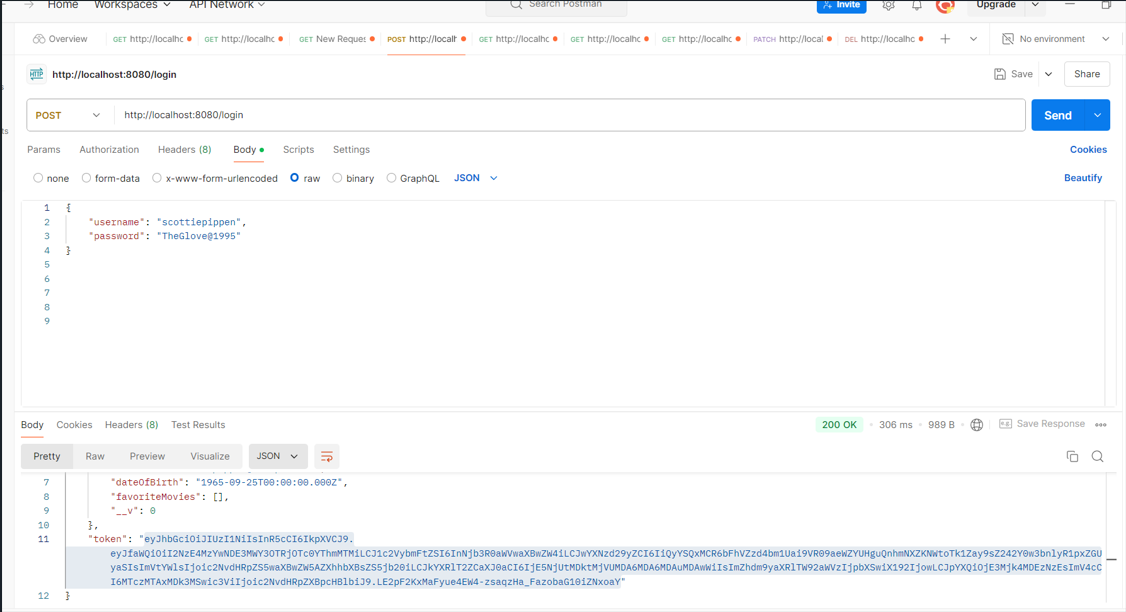 Home Workspaces API Network Search Postman Invite Upgrade
Overview GET http://localhc GET http://localhc GET New Reques POST http://localh GET http://localhc GET http://localhc GET http://localhc PATCH http://local DEL http://localhc No environment
HTTP http://localhost:8080/login Save Share
POST http://localhost:8080/login Send
Params Authorization Headers (8) Body Scripts Settings Cookies
none form-data x-www-form-urlencoded raw binary GraphQL JSON Beautify
1 {
2 "username": "scottiepippen",
3 "password": "TheGlove@1995"
4 }
5
6
7
8
9
Body Cookies Headers (8) Test Results 200 OK 306 ms 989 B Save Response
Pretty Raw Preview Visualize JSON
7 "dateOfBirth": "1965-09-25T00:00:00.000Z",
8 "favoriteMovies": [],
9 "__v": 0
10 },
11 "token": "eyJhbGciOiJIUzI1NiIsInR5cCI6IkpXVCJ9.
12 }